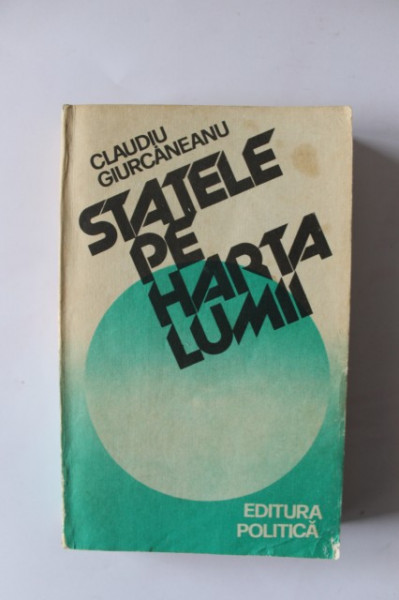 CLAUDIU
GIURCĂNEANU
STATELE
PE
HARTA
LUMII
EDITURA
POLITICĂ